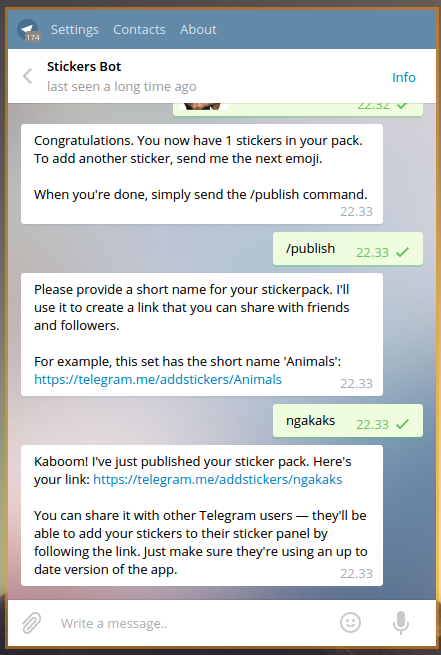 Settings Contacts About
174
Stickers Bot
last seen a long time ago
Info
22.32
Congratulations. You now have 1 stickers in your pack.
To add another sticker, send me the next emoji.
When you're done, simply send the /publish command.
22.33
/publish 22.33
Please provide a short name for your stickerpack. I'll
use it to create a link that you can share with friends
and followers.
For example, this set has the short name 'Animals':
https://telegram.me/addstickers/Animals 22.33
ngakaks 22.33
Kaboom! I've just published your sticker pack. Here's
your link: https://telegram.me/addstickers/ngakaks
You can share it with other Telegram users — they'll be
able to add your stickers to their sticker panel by
following the link. Just make sure they're using an up to
date version of the app. 22.33
Write a message..